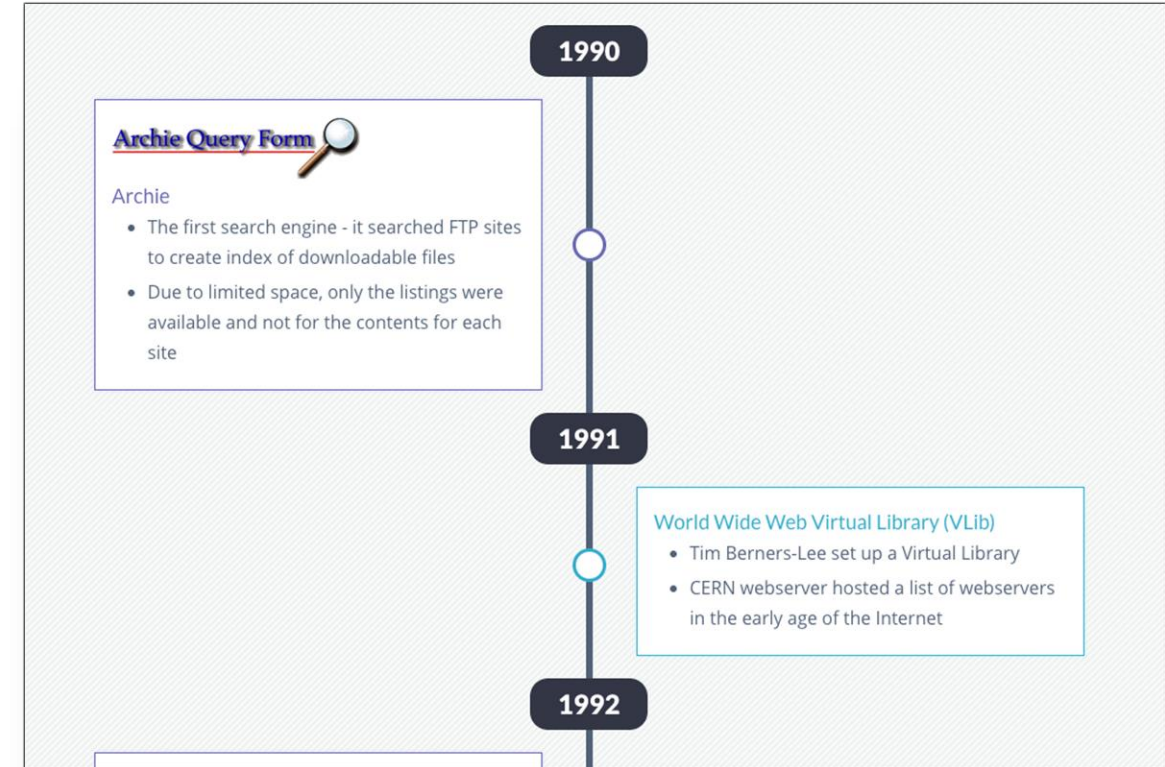 1990
Archie Query Form
Archie
• The first search engine - it searched FTP sites
to create index of downloadable files
• Due to limited space, only the listings were
available and not for the contents for each
site
1991
World Wide Web Virtual Library (VLib)
• Tim Berners-Lee set up a Virtual Library
• CERN webserver hosted a list of webservers
in the early age of the Internet
1992